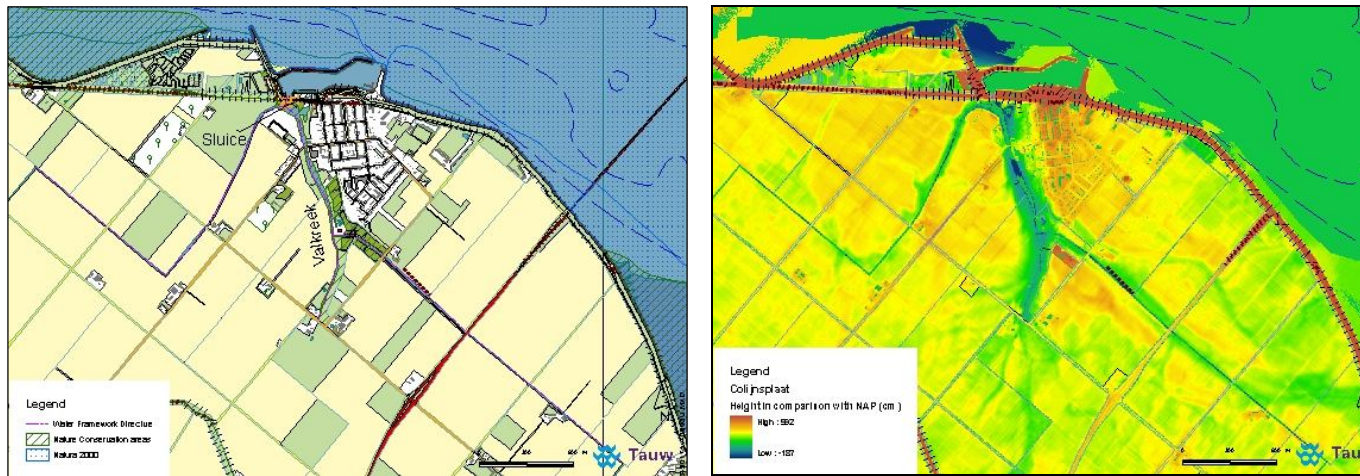 Sluice
Valkreek
Legend
Water Framework Directive
Nature Conservation areas
Natura 2000
Tauw
Legend
Colijnsplaat
Height in comparison with NAP (cm)
High : 592
Low : -187
Tau